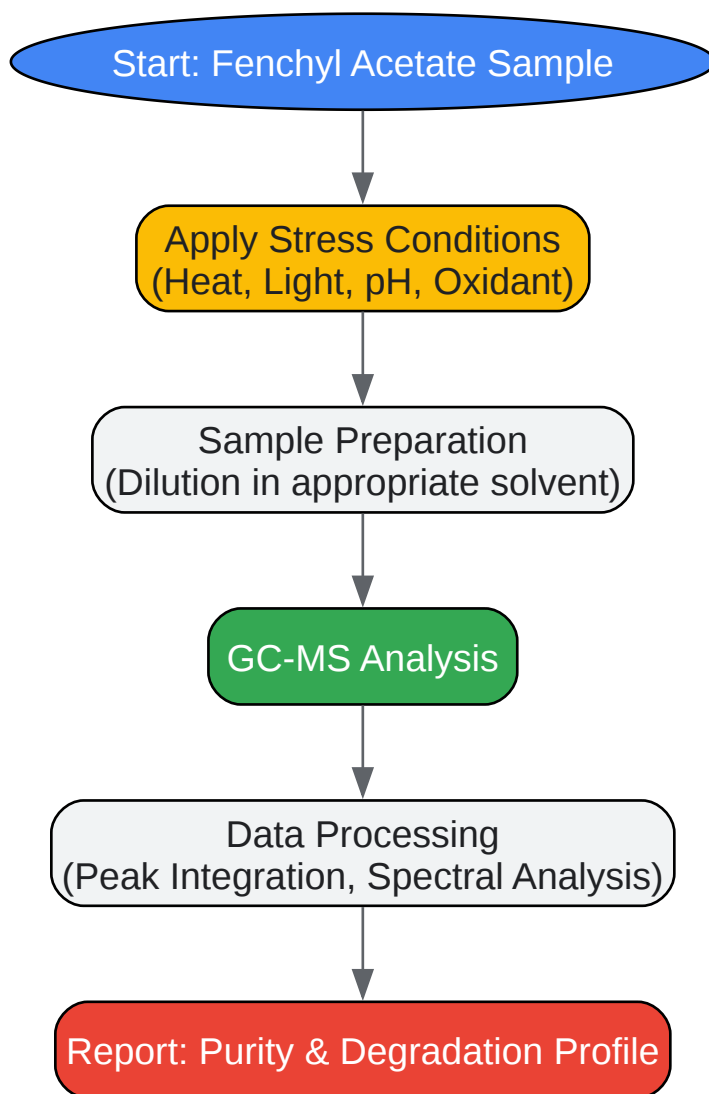 Start: Fenchyl Acetate Sample
Apply Stress Conditions
(Heat, Light, pH, Oxidant)
Sample Preparation
(Dilution in appropriate solvent)
GC-MS Analysis
Data Processing
(Peak Integration, Spectral Analysis)
Report: Purity & Degradation Profile